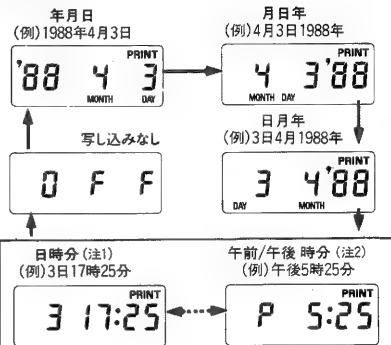 年月日
(例)1988年4月3日
PRINT
'88 4 3
MONTH DAY
月日年
(例)4月3日1988年
PRINT
4 3 '88
MONTH DAY
日月年
(例)3日4月1988年
PRINT
3 4 '88
DAY MONTH
写し込みなし
O F F
日時分(注1)
(例)3日17時25分
PRINT
3 17:25
午前/午後 時分(注2)
(例)午後5時25分
PRINT
P 5:25